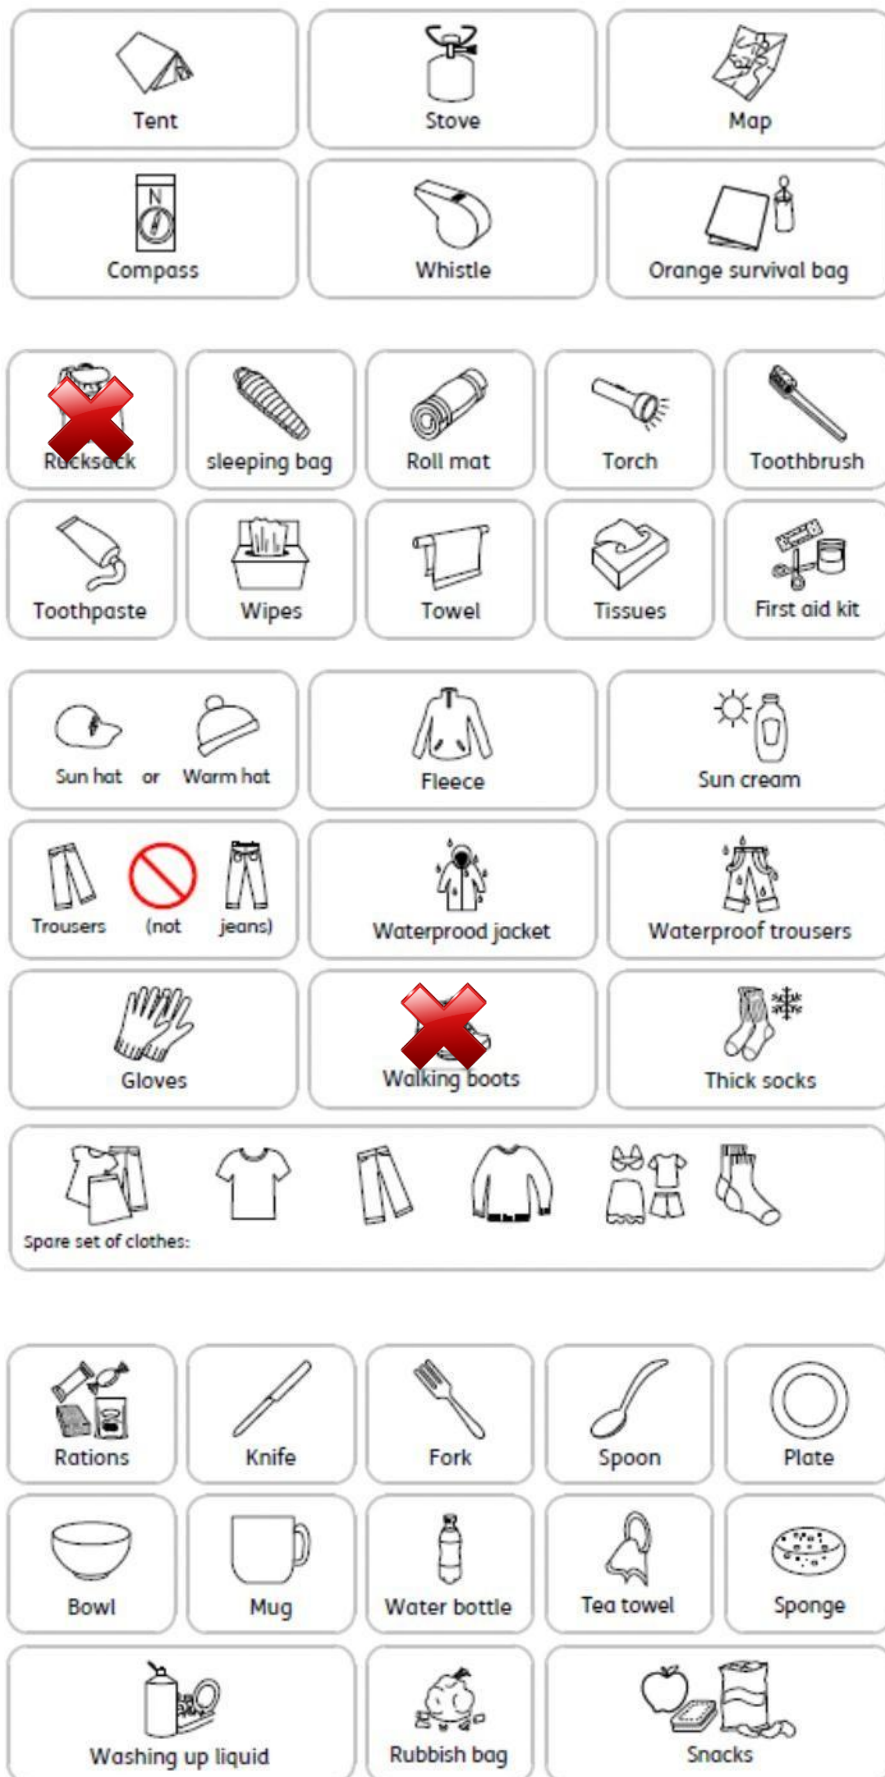 Tent Stove Map
N
Compass Whistle Orange survival bag
Rucksack sleeping bag Roll mat Torch Toothbrush
Toothpaste Wipes Towel Tissues First aid kit
Sun hat or Warm hat Fleece Sun cream
Trousers (not jeans) Waterprood jacket Waterproof trousers
Gloves Walking boots Thick socks
Spare set of clothes:
Rations Knife Fork Spoon Plate
Bowl Mug Water bottle Tea towel Sponge
Washing up liquid Rubbish bag Snacks